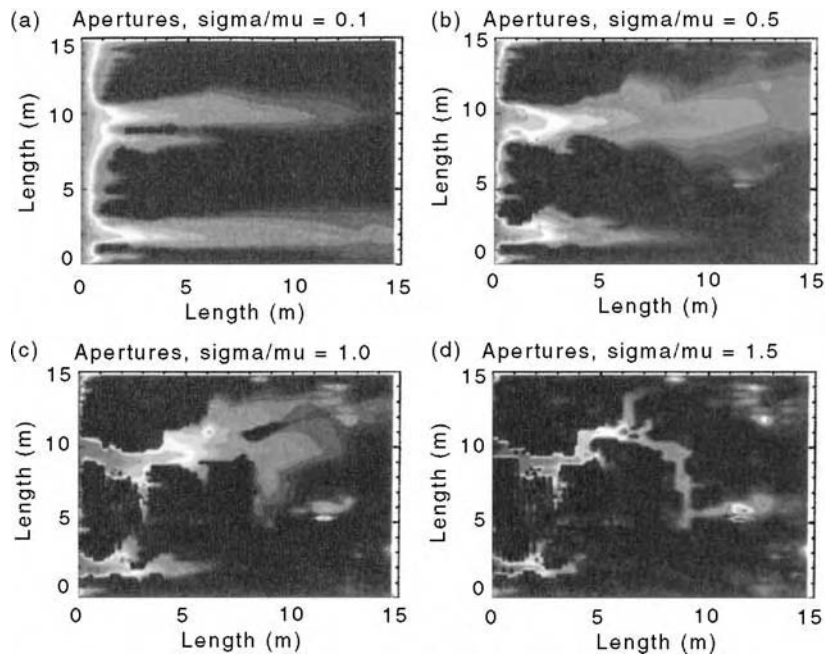 (a) Apertures, sigma/mu = 0.1
15
10
5
0
Length (m)
0 5 10 15
Length (m)
(b) Apertures, sigma/mu = 0.5
15
10
5
0
Length (m)
0 5 10 15
Length (m)
(c) Apertures, sigma/mu = 1.0
15
10
5
0
Length (m)
0 5 10 15
Length (m)
(d) Apertures, sigma/mu = 1.5
15
10
5
0
Length (m)
0 5 10 15
Length (m)